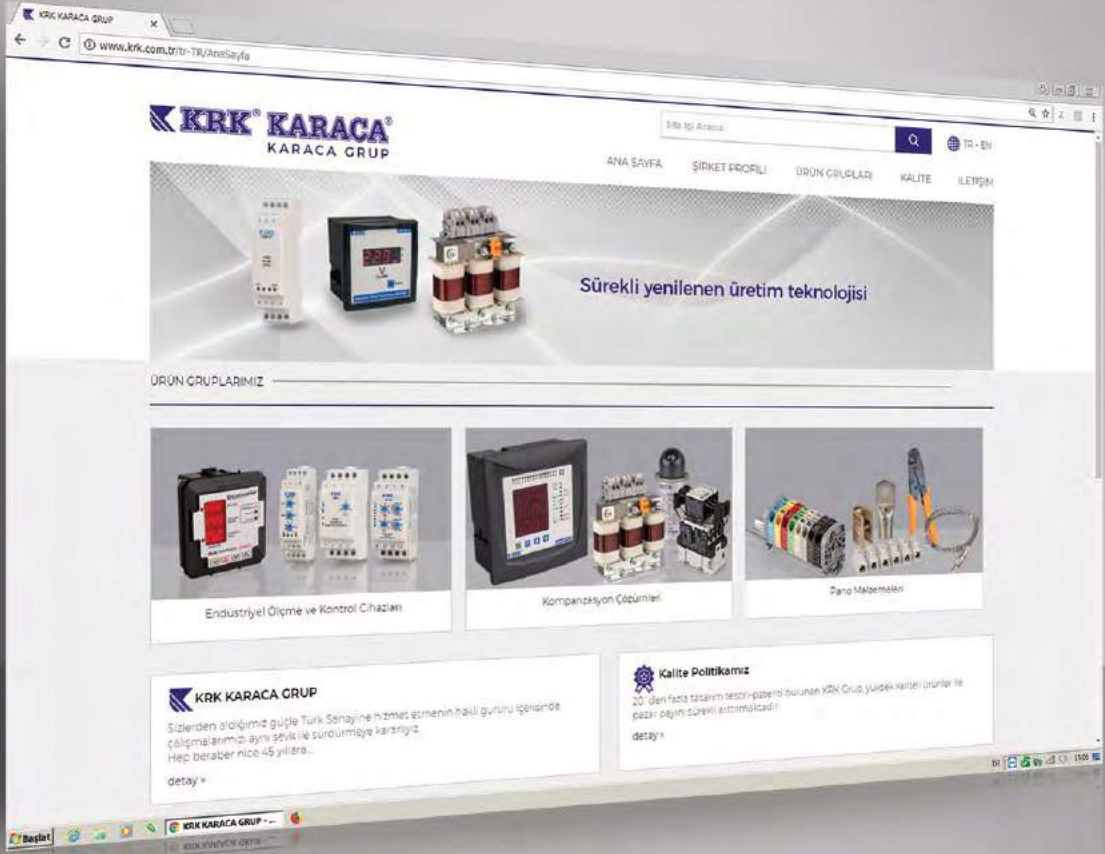 KRK KARACA GRUP
www.krk.com.tr/tr-TR/AnaSayfa
KRK® KARACA®
KARACA GRUP
Site İçi Arama
TR - EN
ANA SAYFA
ŞİRKET PROFİLİ
ÜRÜN GRUPLARI
KALİTE
İLETİŞİM
Sürekli yenilenen üretim teknolojisi
ÜRÜN GRUPLARIMIZ
Endüstriyel Ölçme ve Kontrol Cihazları
Kompanzasyon Çözümleri
Pano Malzemeleri
KRK KARACA GRUP
Sizlerden aldığımız güçle Türk Sanayine hizmet etmenin haklı gururu içerisinde
çalışmalarımızı aynı sevk ile sürdürmeye kararlıyız.
Hep beraber nice 45 yıllara...
detay »
Kalite Politikamız
20' den fazla tasarım tescil-patenti bulunan KRK Grup, yüksek kaliteli ürünler ile
pazar payını sürekli arttırmaktadır.
detay »
TR
15:05
Başlat
KRK KARACA GRUP - ...